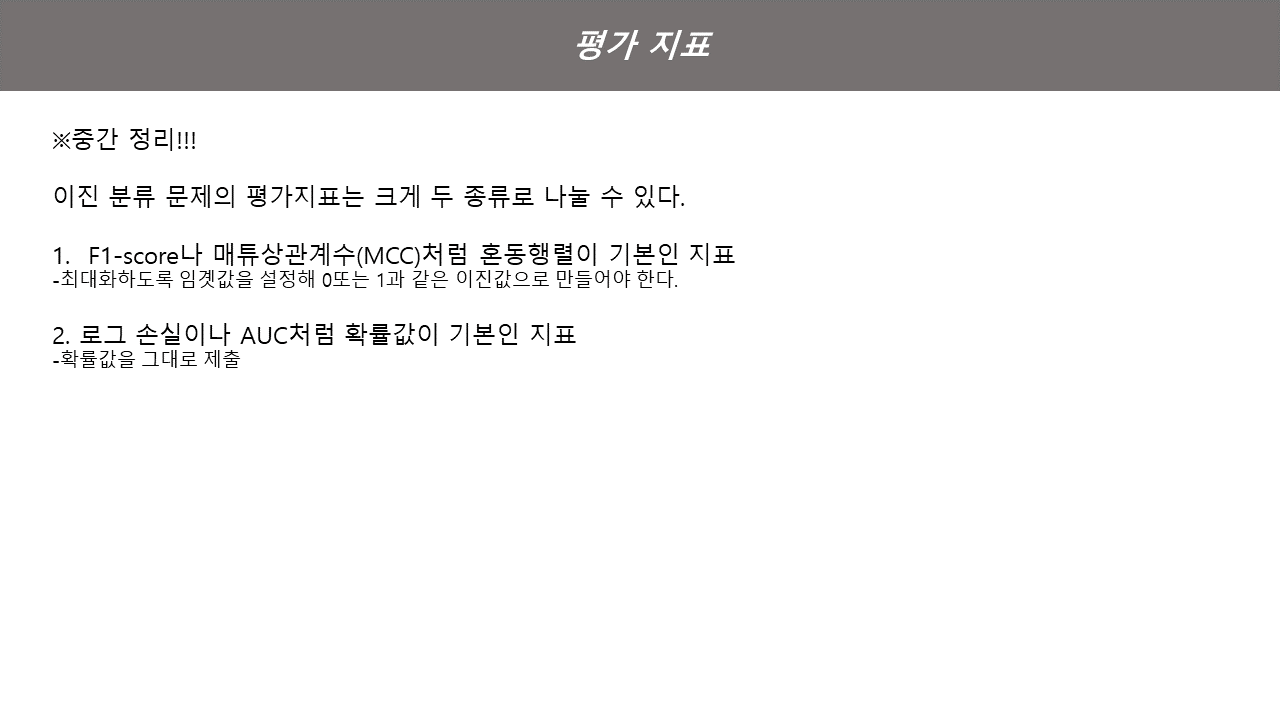 평가 지표
※중간 정리!!!
이진 분류 문제의 평가지표는 크게 두 종류로 나눌 수 있다.
1. F1-score나 매튜상관계수(MCC)처럼 혼동행렬이 기본인 지표
-최대화하도록 임곗값을 설정해 0또는 1과 같은 이진값으로 만들어야 한다.
2. 로그 손실이나 AUC처럼 확률값이 기본인 지표
-확률값을 그대로 제출